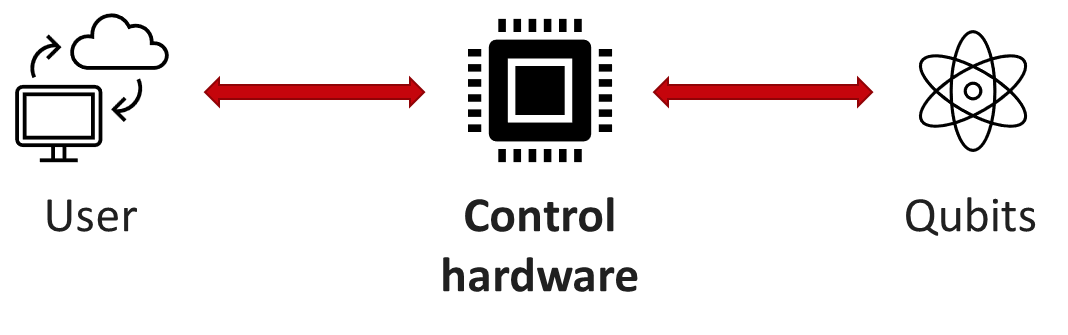 User
Control
hardware
Qubits